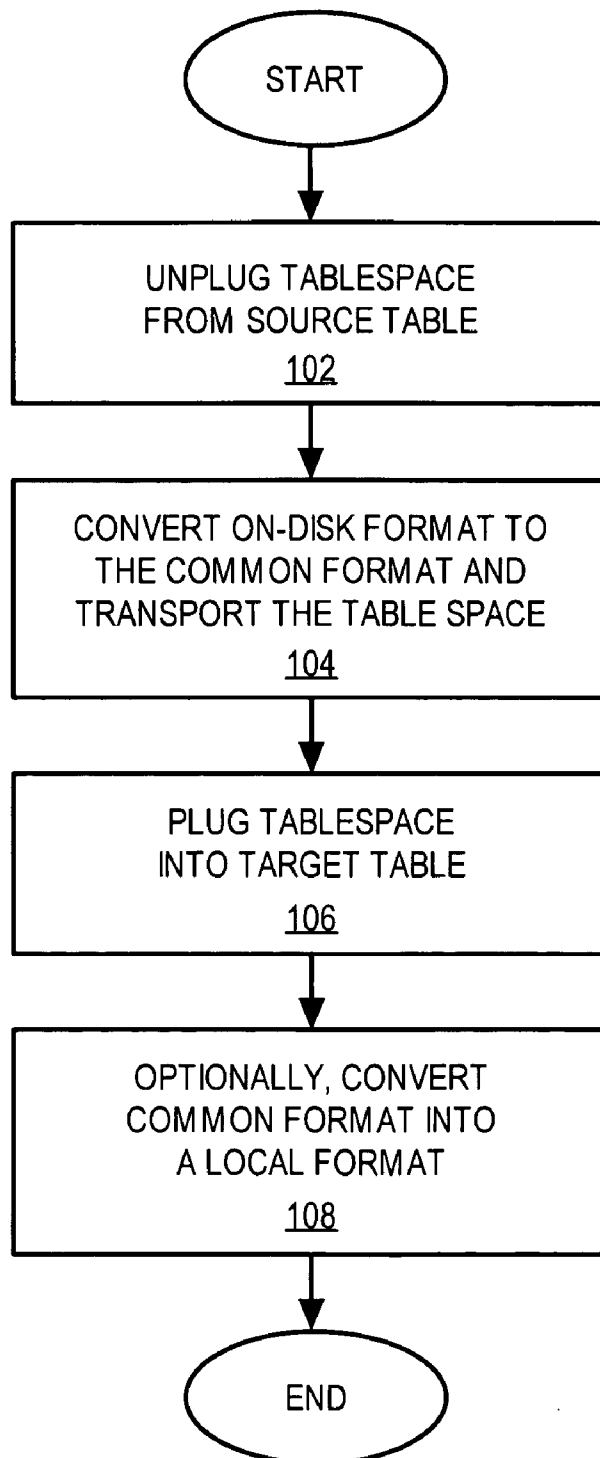 START
UNPLUG TABLESPACE
FROM SOURCE TABLE
102
CONVERT ON-DISK FORMAT TO
THE COMMON FORMAT AND
TRANSPORT THE TABLE SPACE
104
PLUG TABLESPACE
INTO TARGET TABLE
106
OPTIONALLY, CONVERT
COMMON FORMAT INTO
A LOCAL FORMAT
108
END